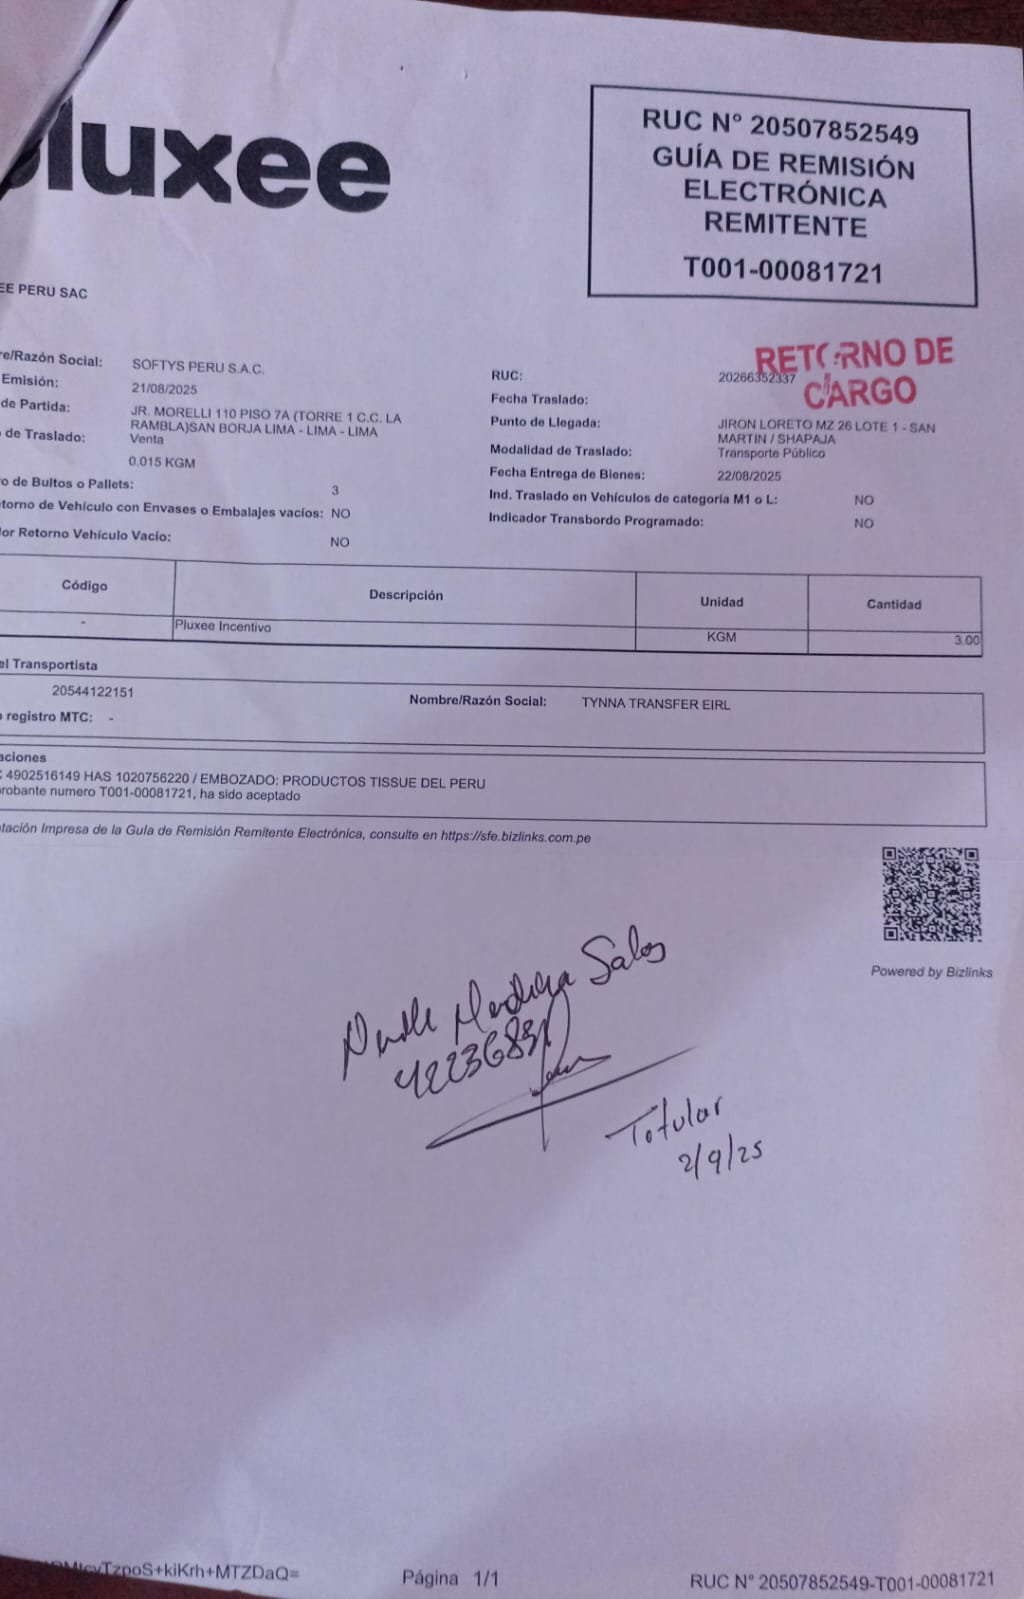 pluxee
RUC N° 20507852549
GUÍA DE REMISIÓN
ELECTRÓNICA
REMITENTE
T001-00081721
EE PERU SAC
RETORNO DE
CARGO
re/Razón Social: SOFTYS PERU S.A.C.
Emisión: 21/08/2025
de Partida: JR. MORELLI 110 PISO 7A (TORRE 1 C.C. LA
RAMBLA)SAN BORJA LIMA - LIMA - LIMA
de Traslado: Venta
0.015 KGM
o de Bultos o Pallets: 3
torno de Vehículo con Envases o Embalajes vacíos: NO
or Retorno Vehículo Vacío: NO
RUC: 20266352337
Fecha Traslado:
Punto de Llegada: JIRON LORETO MZ 26 LOTE 1 - SAN
MARTIN / SHAPAJA
Modalidad de Traslado: Transporte Público
Fecha Entrega de Bienes: 22/08/2025
Ind. Traslado en Vehículos de categoría M1 o L: NO
Indicador Transbordo Programado: NO
Código Descripción Unidad Cantidad
- Pluxee Incentivo KGM 3.00
el Transportista
20544122151 Nombre/Razón Social: TYNNA TRANSFER EIRL
o registro MTC: -
aciones
C 4902516149 HAS 1020756220 / EMBOZADO: PRODUCTOS TISSUE DEL PERU
robante numero T001-00081721, ha sido aceptado
tación Impresa de la Guía de Remisión Remitente Electrónica, consulte en https://sfe.bizlinks.com.pe
Powered by Bizlinks
Salas
Titular
2/9/25
TzpoS+kiKrh+MTZDaQ=
Página 1/1
RUC N° 20507852549-T001-00081721